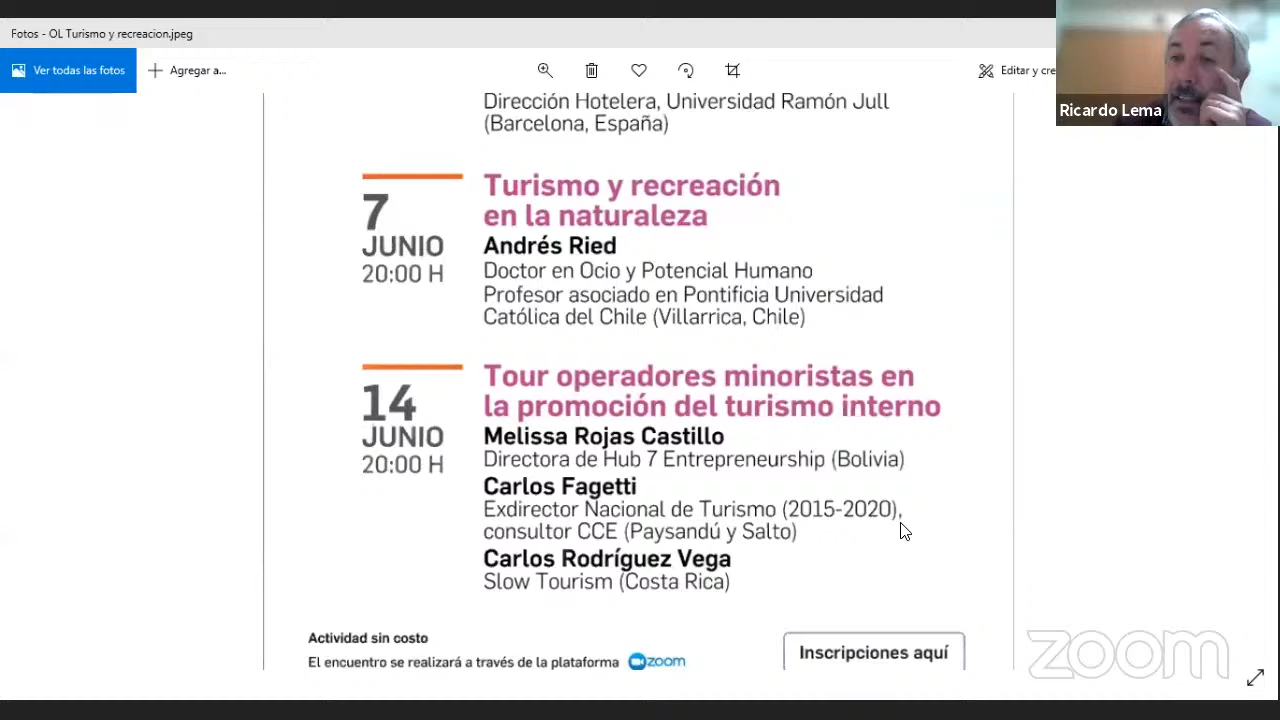 Fotos - OL Turismo y recreacion.jpeg
Ver todas las fotos
Agregar a...
Editar y cre
Ricardo Lema
Dirección Hotelera, Universidad Ramón Jull
(Barcelona, España)
7
JUNIO
20:00 H
Turismo y recreación
en la naturaleza
Andrés Ried
Doctor en Ocio y Potencial Humano
Profesor asociado en Pontificia Universidad
Católica del Chile (Villarrica, Chile)
14
JUNIO
20:00 H
Tour operadores minoristas en
la promoción del turismo interno
Melissa Rojas Castillo
Directora de Hub 7 Entrepreneurship (Bolivia)
Carlos Fagetti
Exdirector Nacional de Turismo (2015-2020),
consultor CCE (Paysandú y Salto)
Carlos Rodríguez Vega
Slow Tourism (Costa Rica)
Actividad sin costo
El encuentro se realizará a través de la plataforma zoom
Inscripciones aquí
zoom